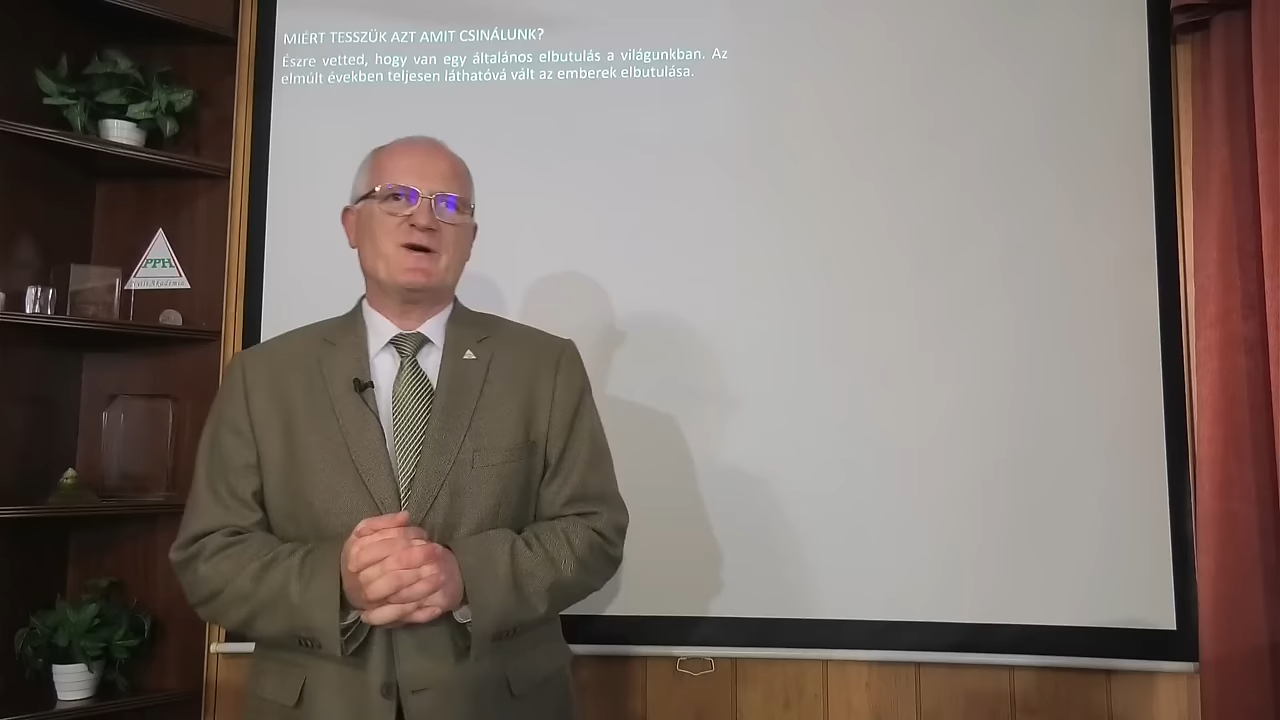 MIÉRT TESSZÜK AZT AMIT CSINÁLUNK?
Észre vetted, hogy van egy általános elbutulás a világunkban. Az
elmúlt években teljesen láthatóvá vált az emberek elbutulása.
PPH
Akadémia